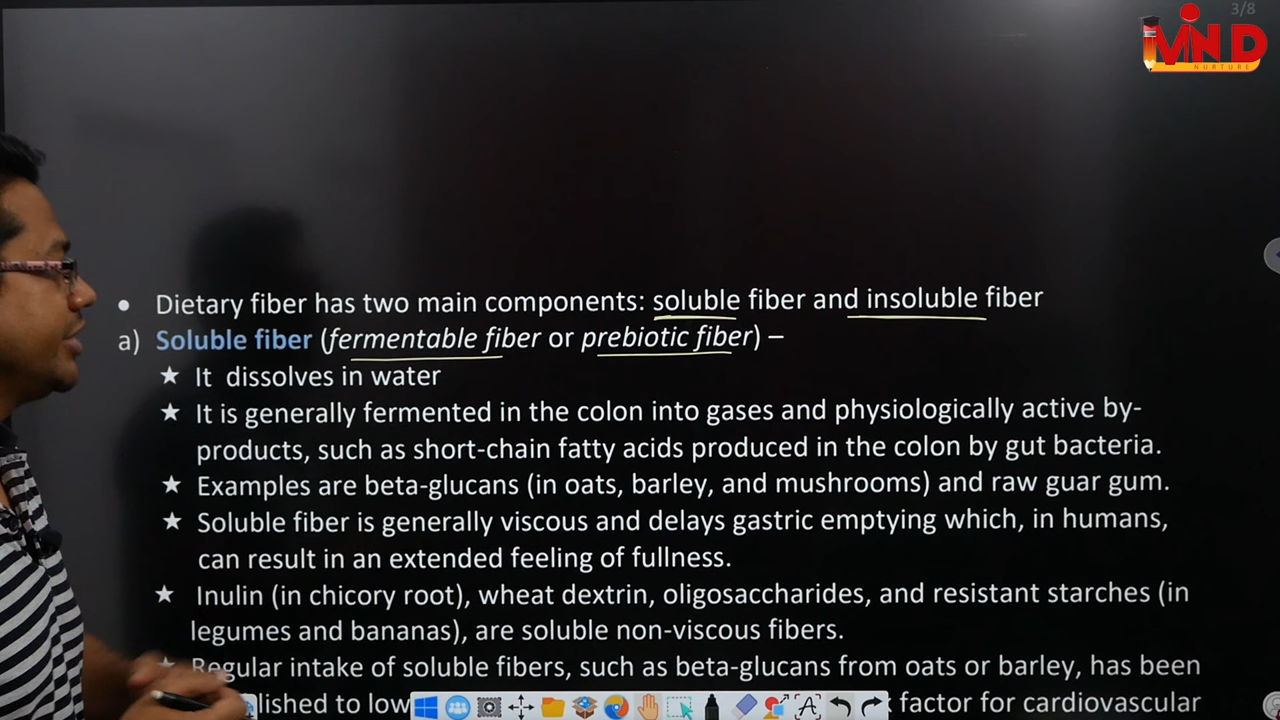 3/8
MIND
NURTURE
• Dietary fiber has two main components: soluble fiber and insoluble fiber
a) Soluble fiber (fermentable fiber or prebiotic fiber) –
★ It dissolves in water
★ It is generally fermented in the colon into gases and physiologically active by-
products, such as short-chain fatty acids produced in the colon by gut bacteria.
★ Examples are beta-glucans (in oats, barley, and mushrooms) and raw guar gum.
★ Soluble fiber is generally viscous and delays gastric emptying which, in humans,
can result in an extended feeling of fullness.
★ Inulin (in chicory root), wheat dextrin, oligosaccharides, and resistant starches (in
legumes and bananas), are soluble non-viscous fibers.
★ Regular intake of soluble fibers, such as beta-glucans from oats or barley, has been
lished to low factor for cardiovascular